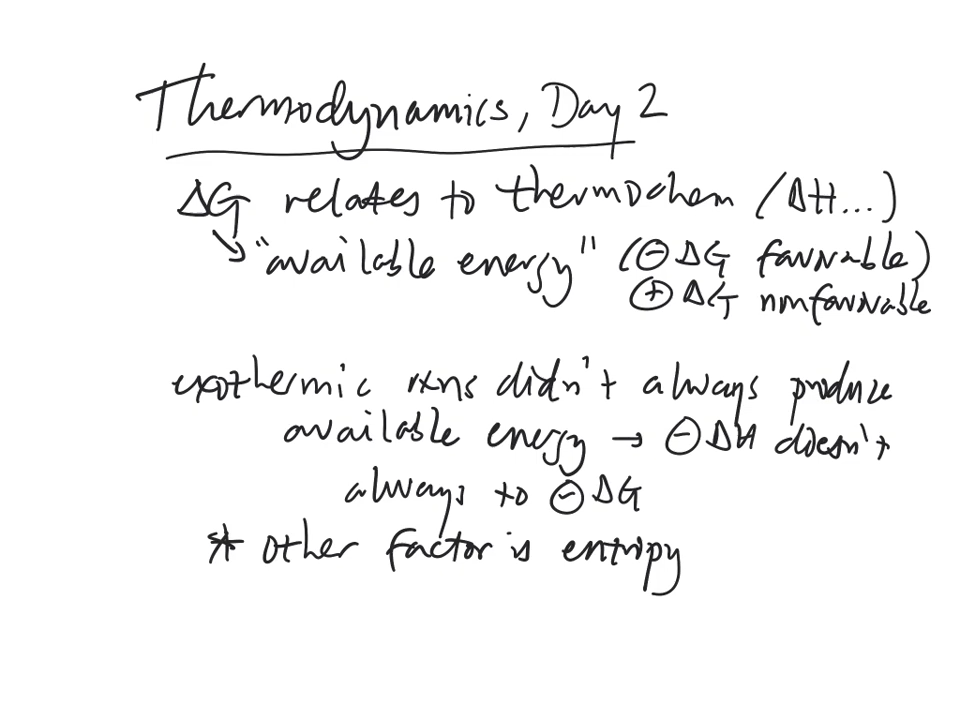 Thermodynamics, Day 2
ΔG relates to thermochem (ΔH...)
↘ "available energy" (⊖ ΔG favorable)
⊕ ΔG nonfavorable
exothermic rxns didn't always produce
available energy → ⊖ ΔH doesn't
always to ⊖ ΔG
* other factor is entropy